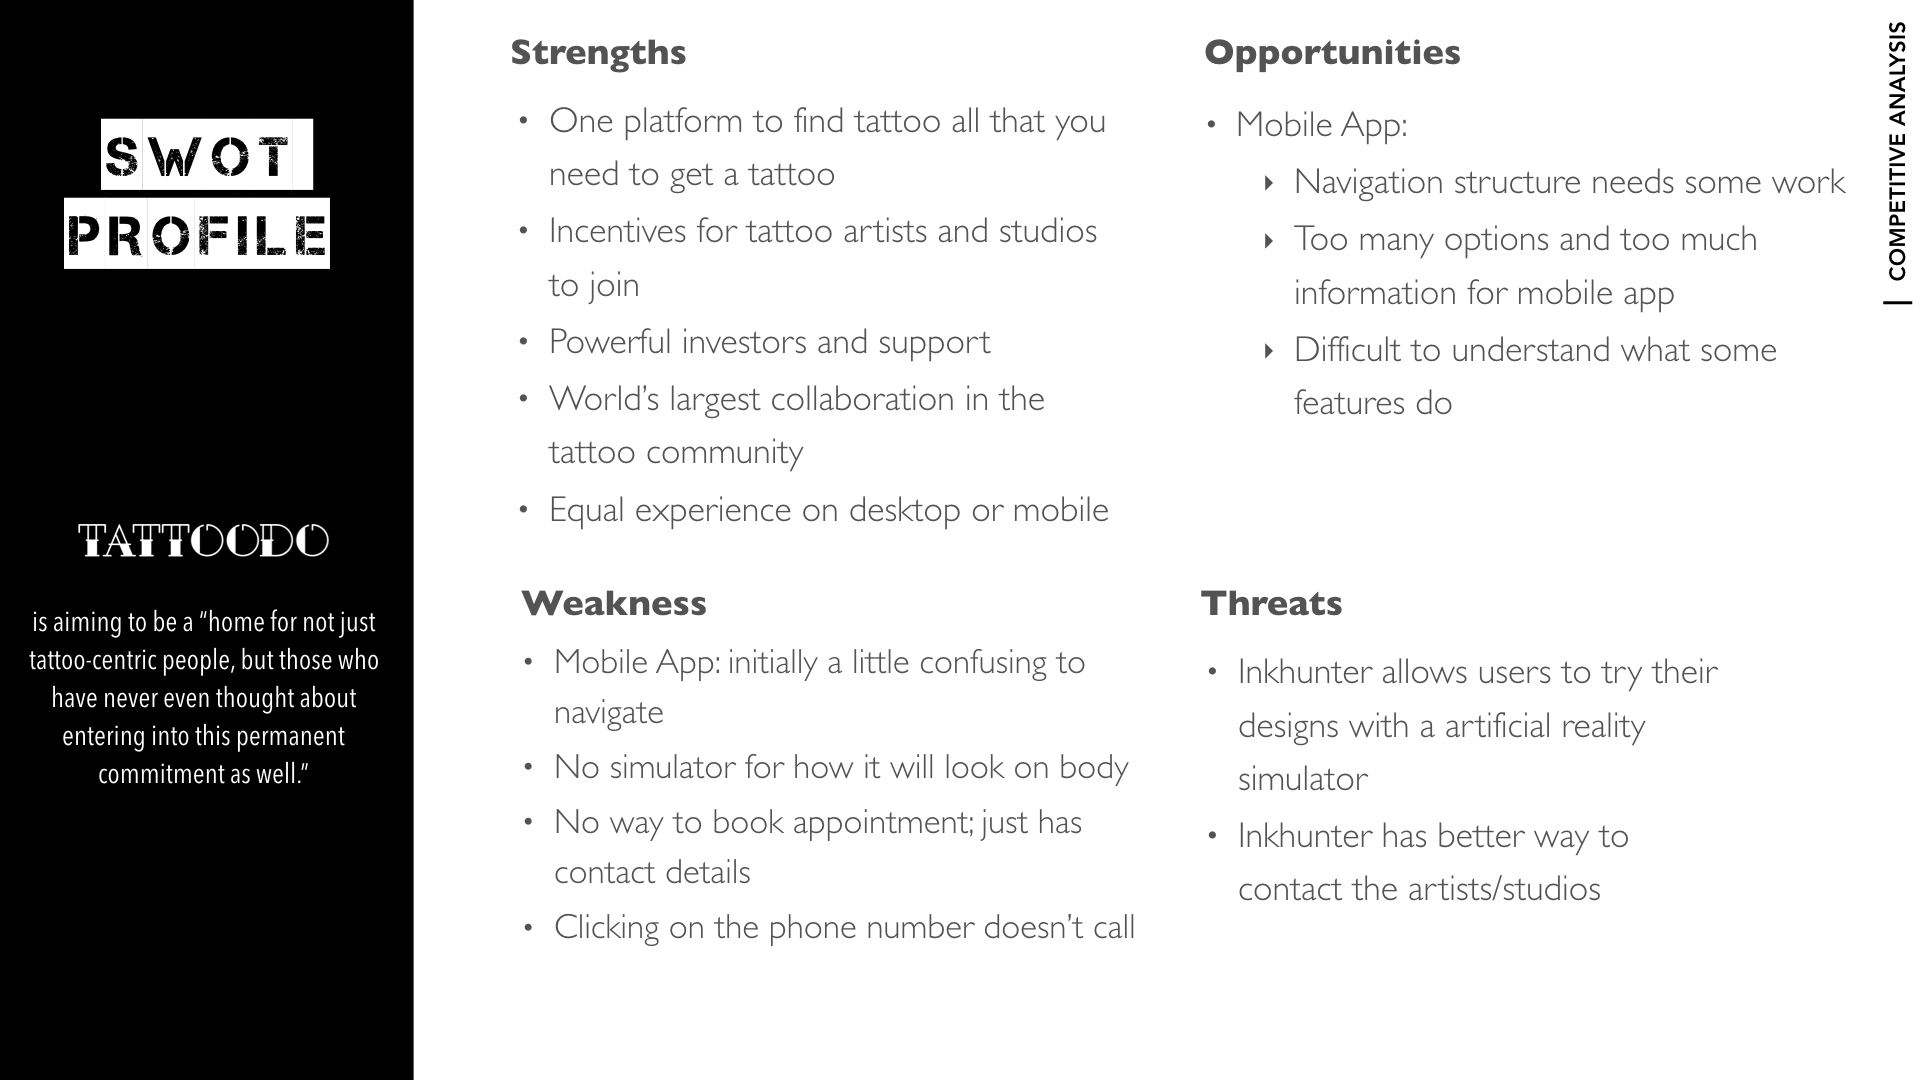 SWOT
PROFILE
TATTOODO
is aiming to be a “home for not just
tattoo-centric people, but those who
have never even thought about
entering into this permanent
commitment as well.”
Strengths
• One platform to find tattoo all that you
need to get a tattoo
• Incentives for tattoo artists and studios
to join
• Powerful investors and support
• World’s largest collaboration in the
tattoo community
• Equal experience on desktop or mobile
Weakness
• Mobile App: initially a little confusing to
navigate
• No simulator for how it will look on body
• No way to book appointment; just has
contact details
• Clicking on the phone number doesn’t call
Opportunities
• Mobile App:
‣ Navigation structure needs some work
‣ Too many options and too much
information for mobile app
‣ Difficult to understand what some
features do
Threats
• Inkhunter allows users to try their
designs with a artificial reality
simulator
• Inkhunter has better way to
contact the artists/studios
| COMPETITIVE ANALYSIS